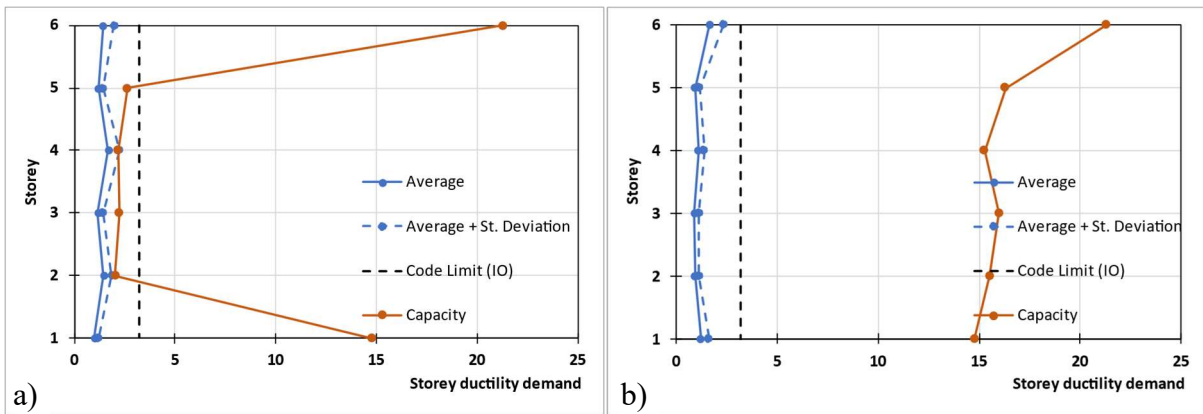 6
5
4
3
2
1
Storey
0
5
10
15
20
25
Storey ductility demand
Average
Average + St. Deviation
Code Limit (IO)
Capacity
a)
6
5
4
3
2
1
Storey
0
5
10
15
20
25
Storey ductility demand
Average
Average + St. Deviation
Code Limit (IO)
Capacity
b)